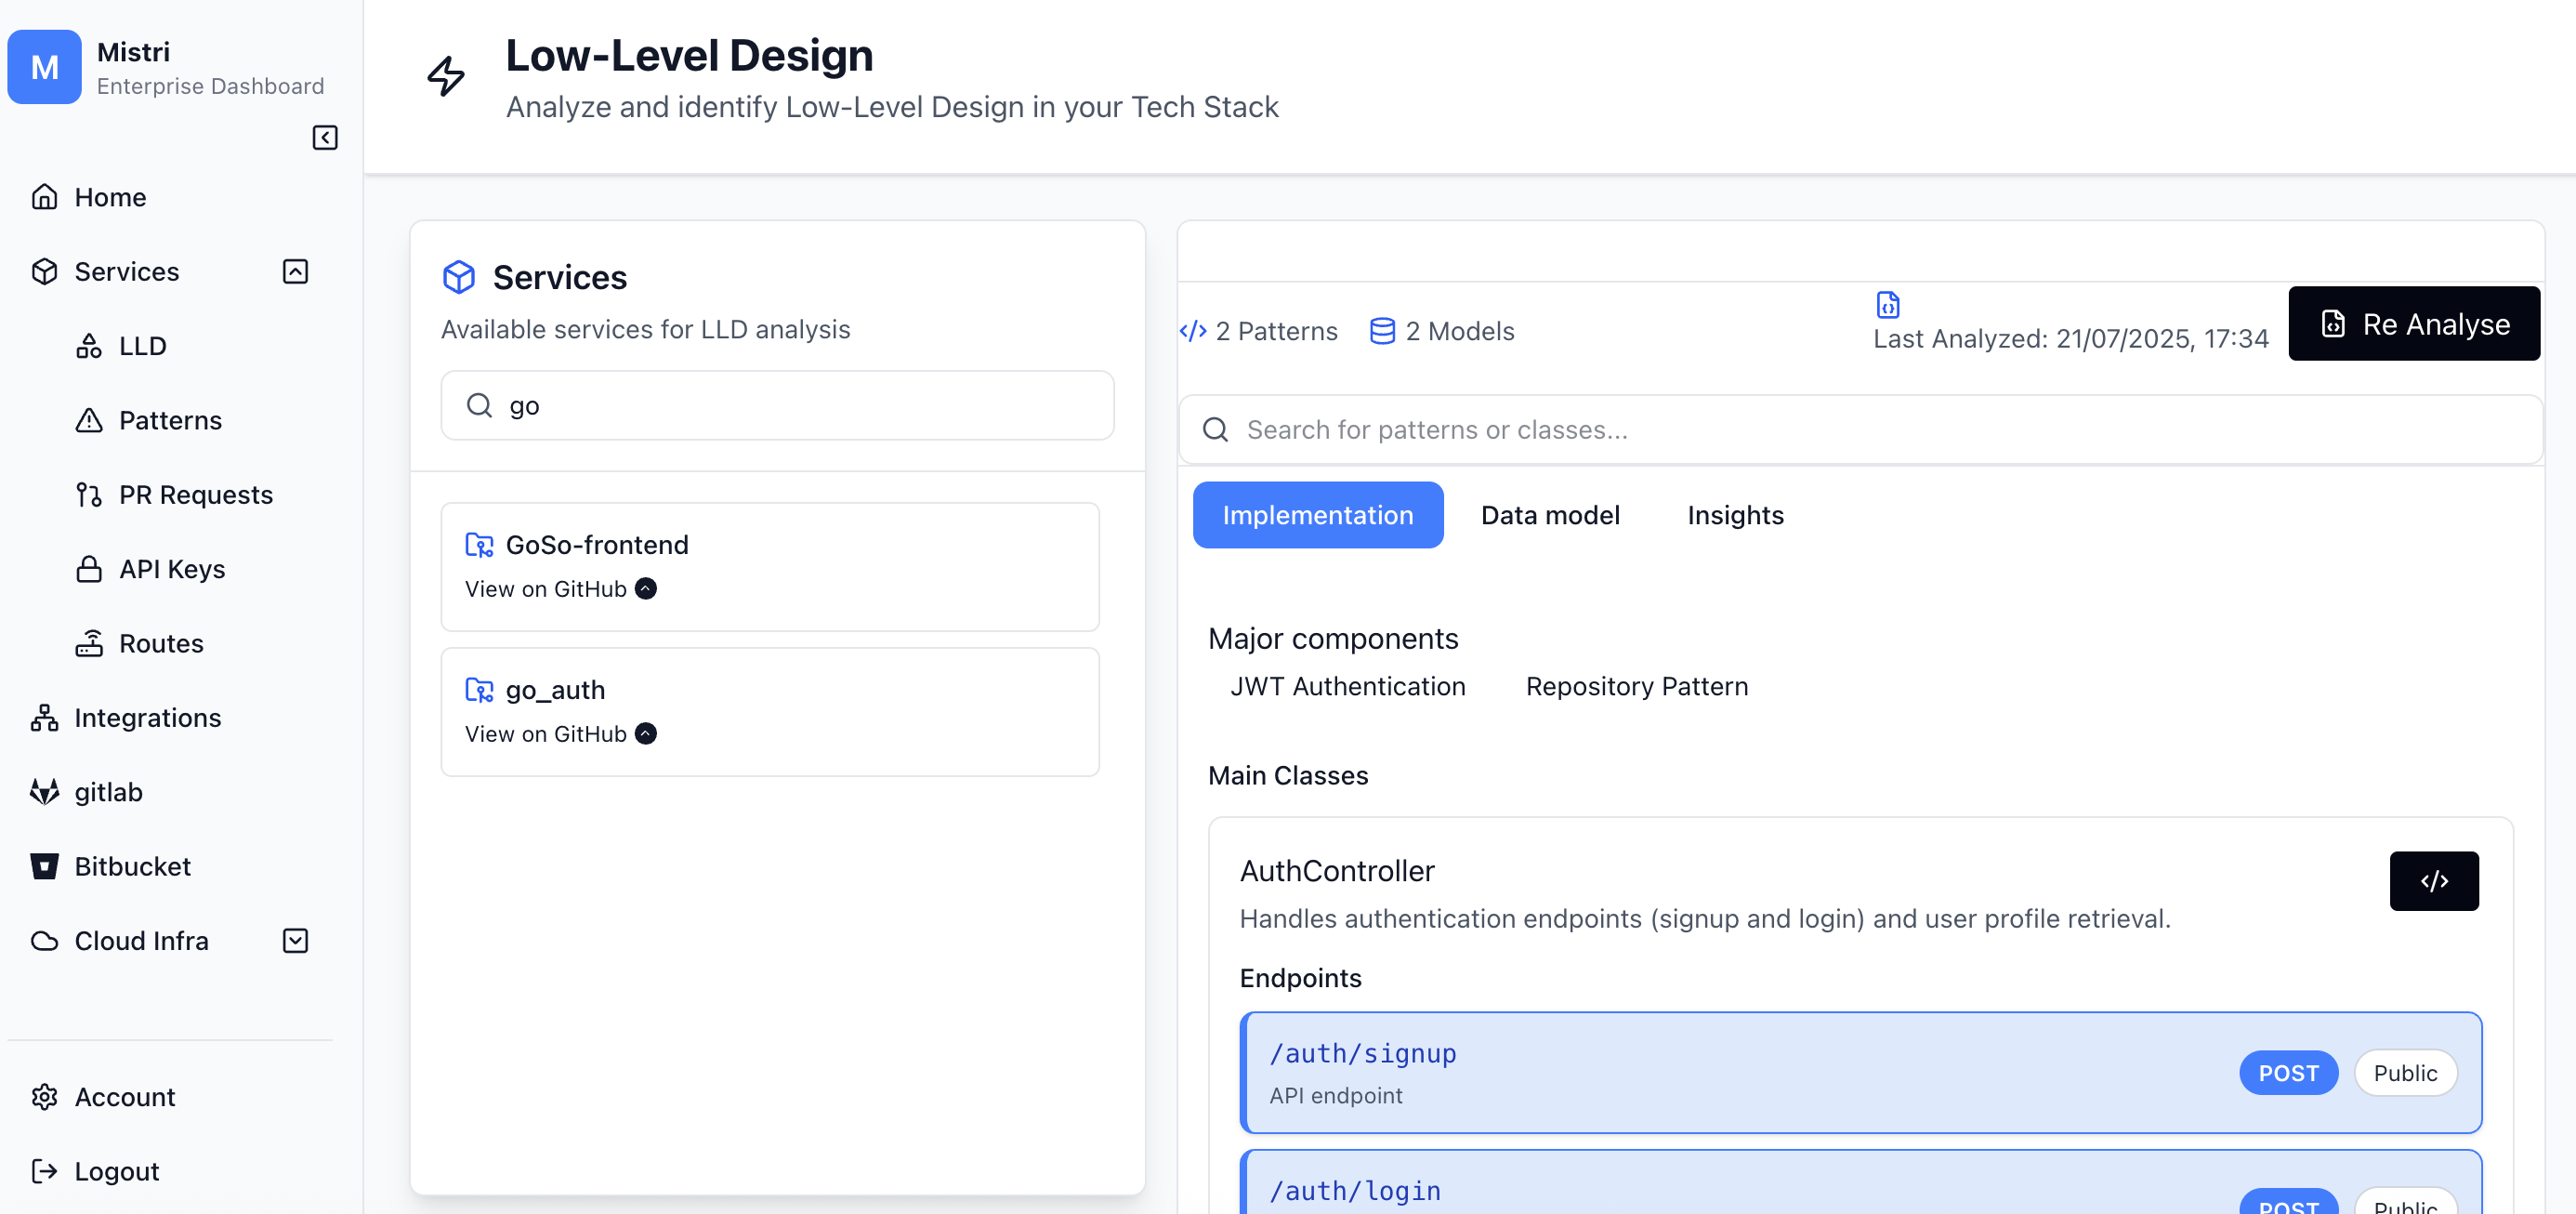 M
Mistri
Enterprise Dashboard
Home
Services
LLD
Patterns
PR Requests
API Keys
Routes
Integrations
gitlab
Bitbucket
Cloud Infra
Account
Logout
Low-Level Design
Analyze and identify Low-Level Design in your Tech Stack
Services
Available services for LLD analysis
go
GoSo-frontend
View on GitHub
go_auth
View on GitHub
2 Patterns 2 Models
Last Analyzed: 21/07/2025, 17:34
Re Analyse
Search for patterns or classes...
Implementation Data model Insights
Major components
JWT Authentication Repository Pattern
Main Classes
AuthController
Handles authentication endpoints (signup and login) and user profile retrieval.
Endpoints
/auth/signup
API endpoint
POST Public
/auth/login
POST Public